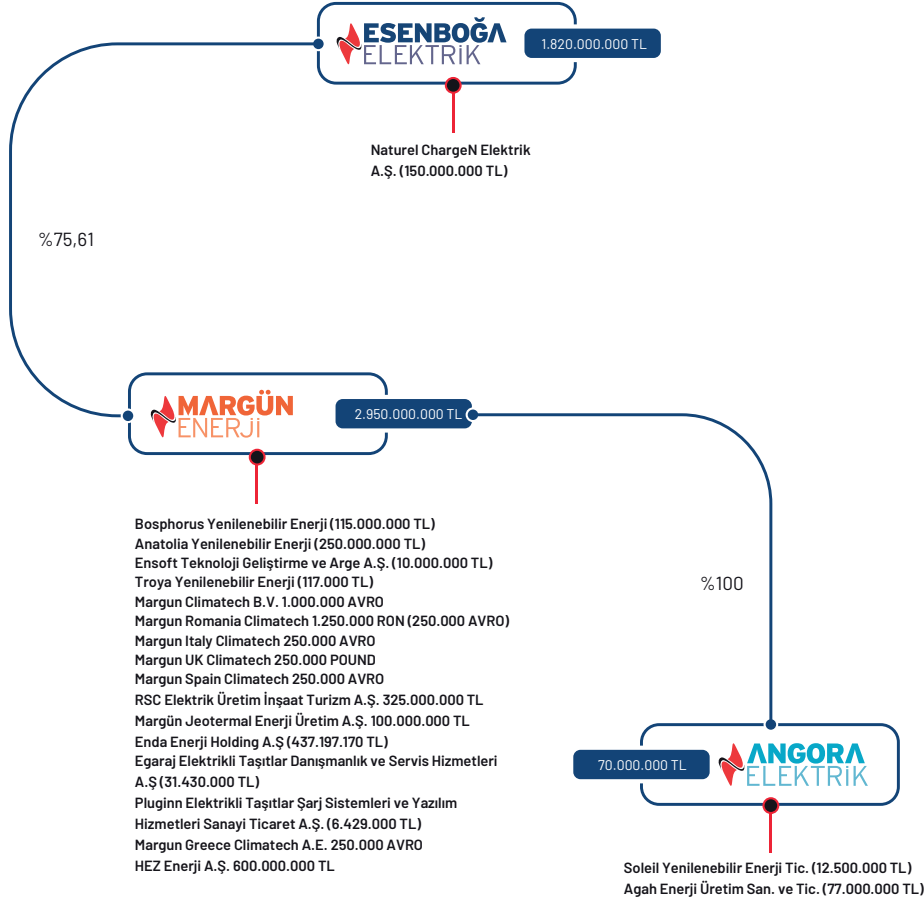 ESENBOĞA
ELEKTRİK
1.820.000.000 TL
Naturel ChargeN Elektrik
A.Ş. (150.000.000 TL)
%75,61
MARGÜN
ENERJİ
2.950.000.000 TL
Bosphorus Yenilenebilir Enerji (115.000.000 TL)
Anatolia Yenilenebilir Enerji (250.000.000 TL)
Ensoft Teknoloji Geliştirme ve Arge A.Ş. (10.000.000 TL)
Troya Yenilenebilir Enerji (117.000 TL)
Margun Climatech B.V. 1.000.000 AVRO
Margun Romania Climatech 1.250.000 RON (250.000 AVRO)
Margun Italy Climatech 250.000 AVRO
Margun UK Climatech 250.000 POUND
Margun Spain Climatech 250.000 AVRO
RSC Elektrik Üretim İnşaat Turizm A.Ş. 325.000.000 TL
Margün Jeotermal Enerji Üretim A.Ş. 100.000.000 TL
Enda Enerji Holding A.Ş (437.197.170 TL)
Egaraj Elektrikli Taşıtlar Danışmanlık ve Servis Hizmetleri
A.Ş (31.430.000 TL)
Pluginn Elektrikli Taşıtlar Şarj Sistemleri ve Yazılım
Hizmetleri Sanayi Ticaret A.Ş. (6.429.000 TL)
Margun Greece Climatech A.E. 250.000 AVRO
HEZ Enerji A.Ş. 600.000.000 TL
%100
70.000.000 TL
ANGORA
ELEKTRİK
Soleil Yenilenebilir Enerji Tic. (12.500.000 TL)
Agah Enerji Üretim San. ve Tic. (77.000.000 TL)